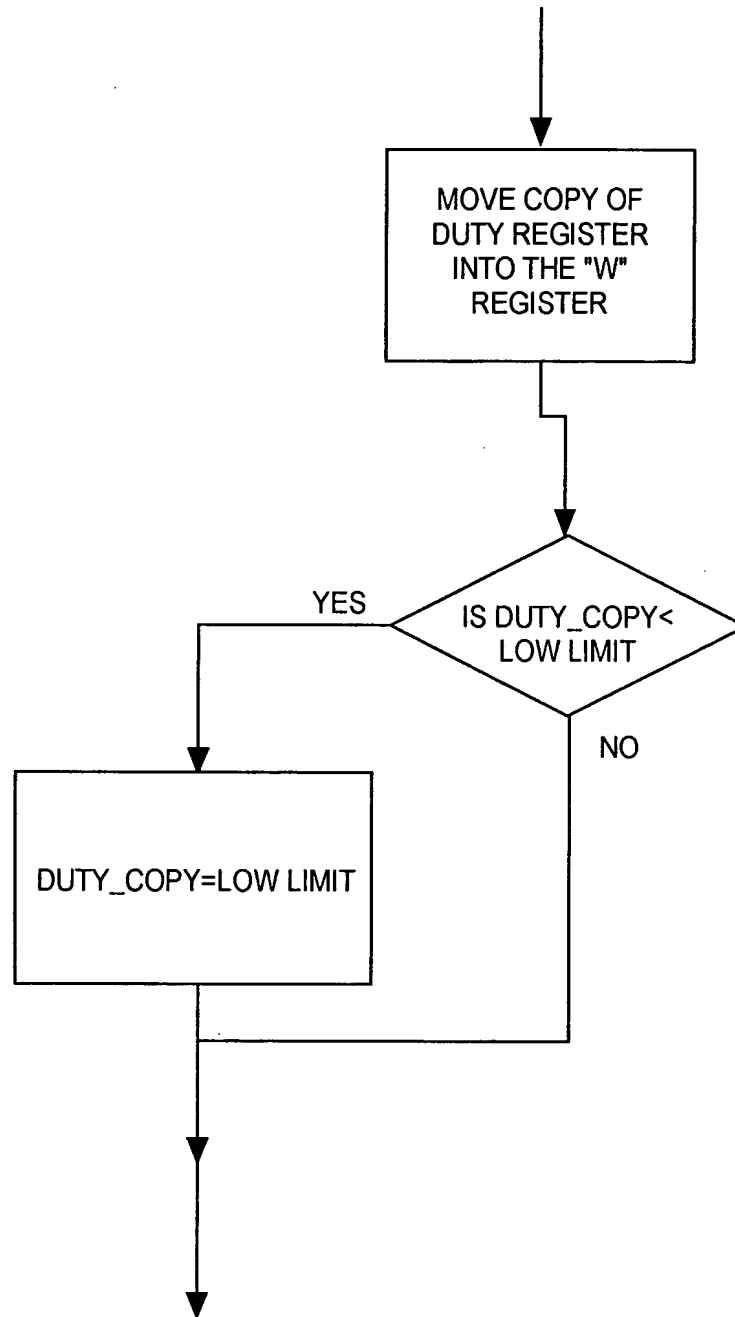 MOVE COPY OF
DUTY REGISTER
INTO THE "W"
REGISTER
YES
IS DUTY_COPY<
LOW LIMIT
NO
DUTY_COPY=LOW LIMIT